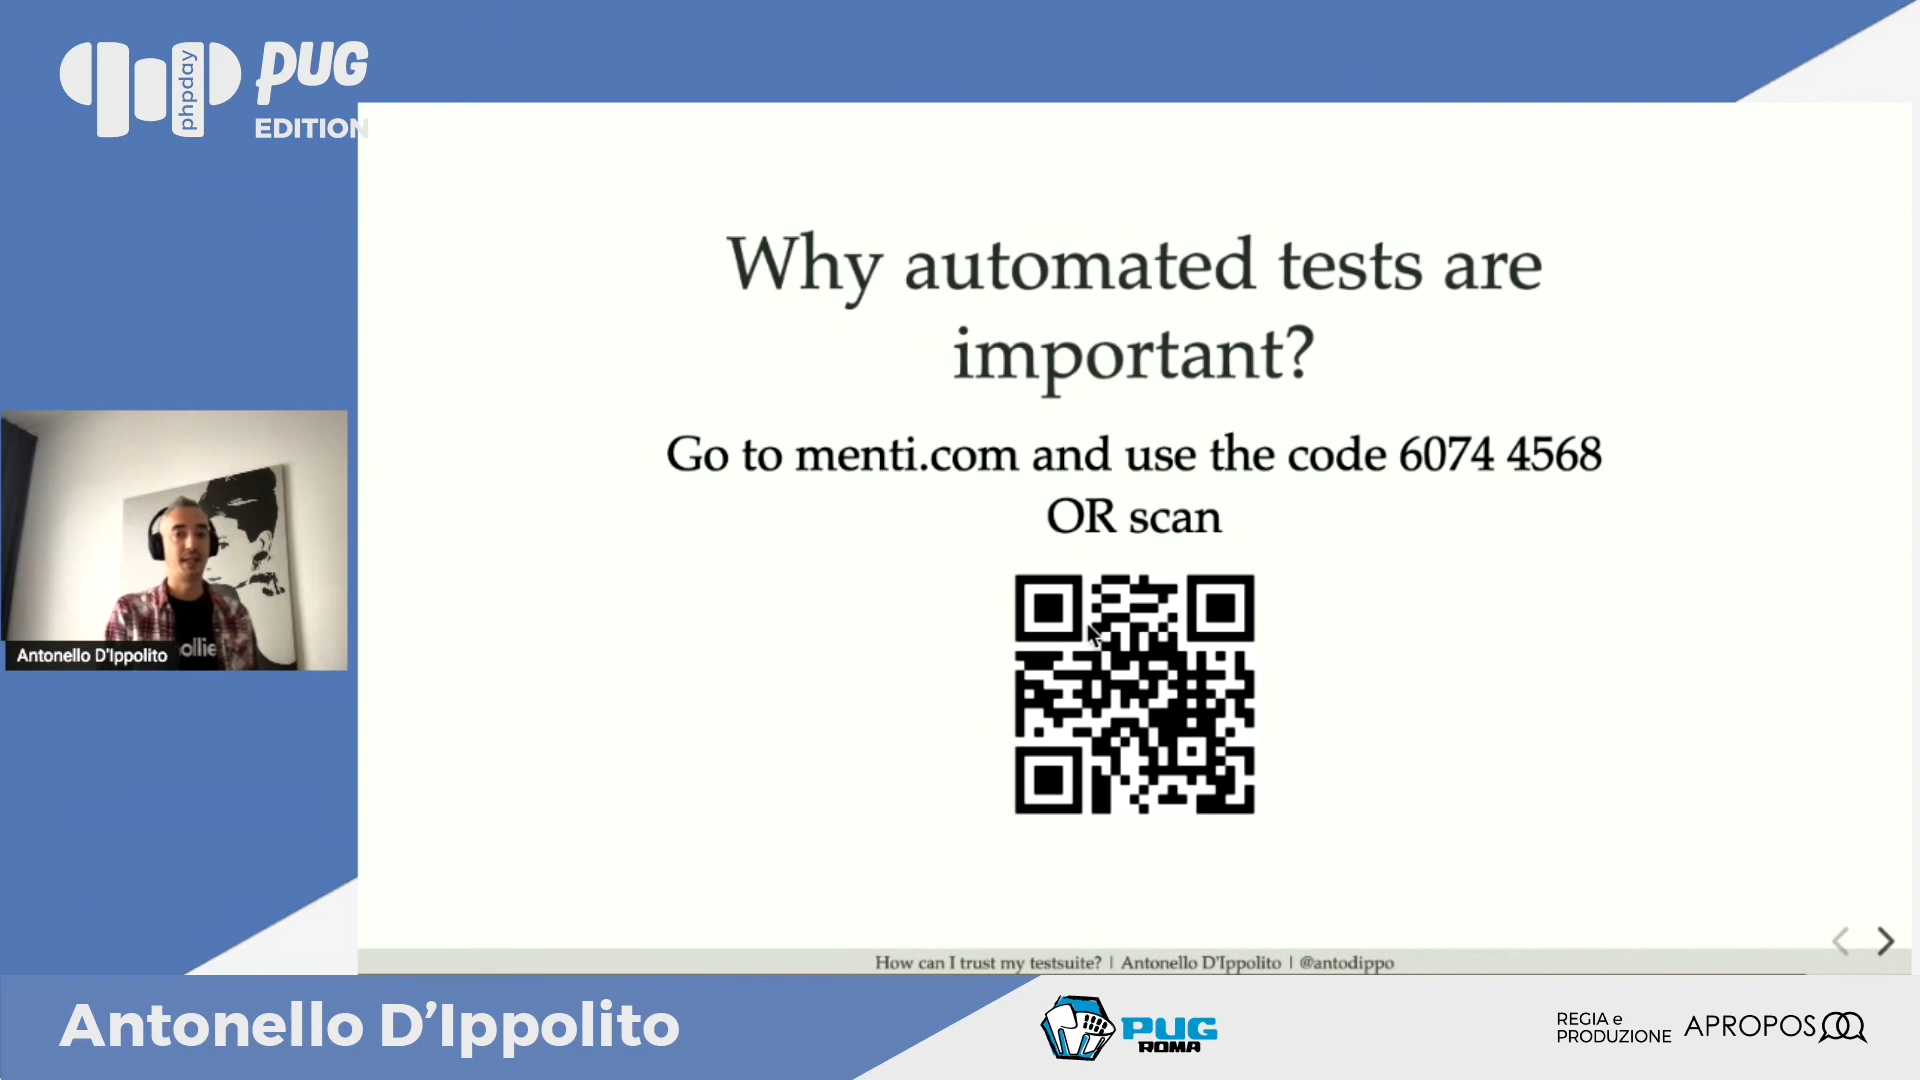 phpday
PUG
EDITION
Why automated tests are
important?
Go to menti.com and use the code 6074 4568
OR scan
ollie
Antonello D'Ippolito
How can I trust my testsuite? | Antonello D'Ippolito | @antodippo
Antonello D’Ippolito
PUG
ROMA
REGIA e
PRODUZIONE
APROPOS